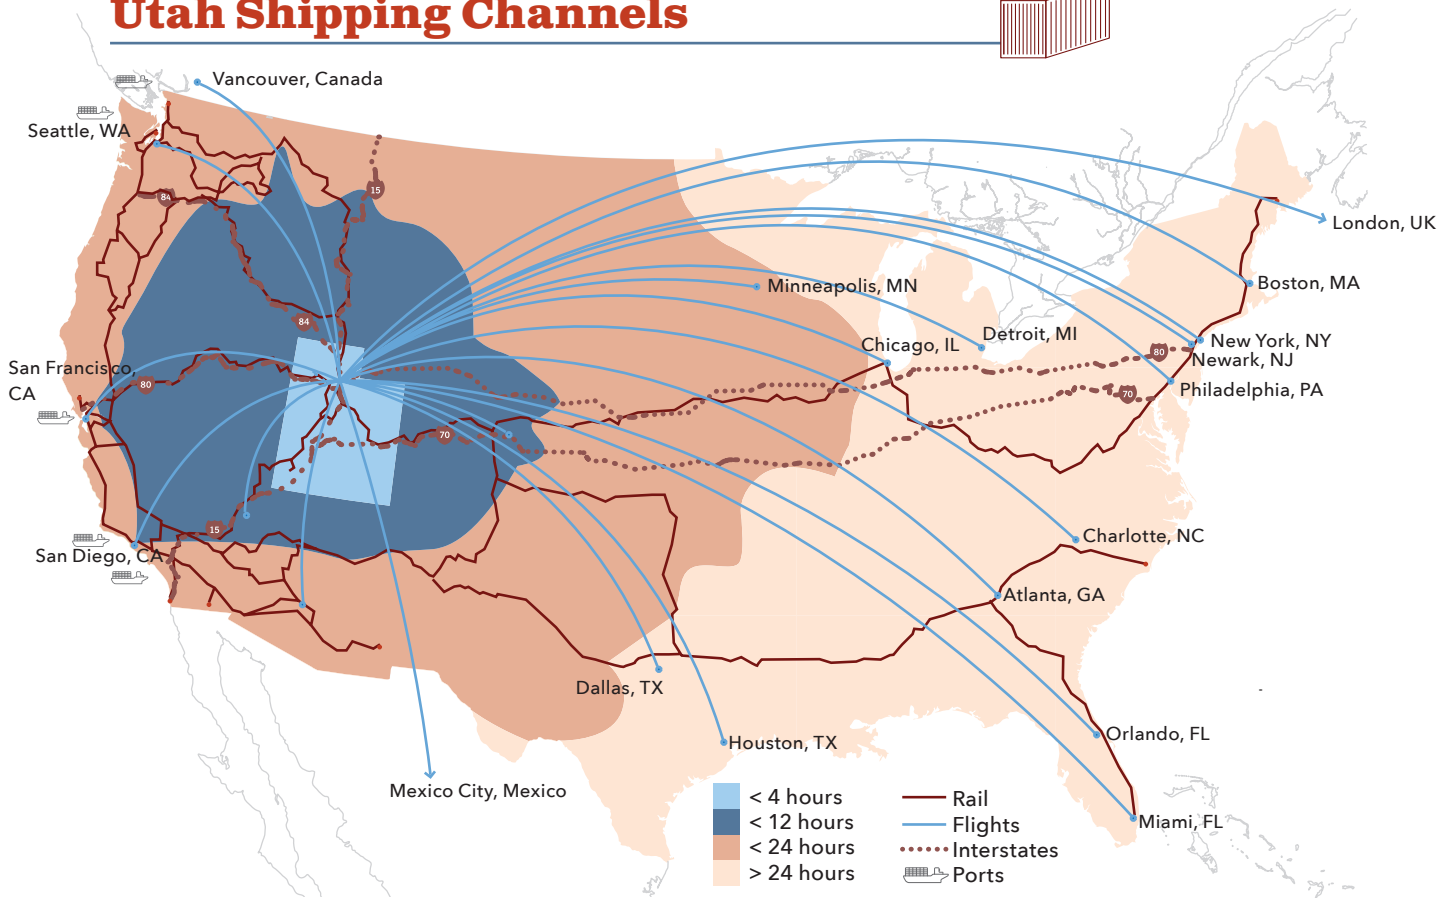 Utah Shipping Channels
Vancouver, Canada
Seattle, WA
84
15
London, UK
Boston, MA
Minneapolis, MN
84
Detroit, MI
Chicago, IL
New York, NY
80
Newark, NJ
San Francisco,
CA
80
Philadelphia, PA
70
70
15
San Diego, CA
Charlotte, NC
Atlanta, GA
Dallas, TX
Orlando, FL
Houston, TX
Mexico City, Mexico
Miami, FL
< 4 hours
< 12 hours
< 24 hours
> 24 hours
Rail
Flights
Interstates
Ports